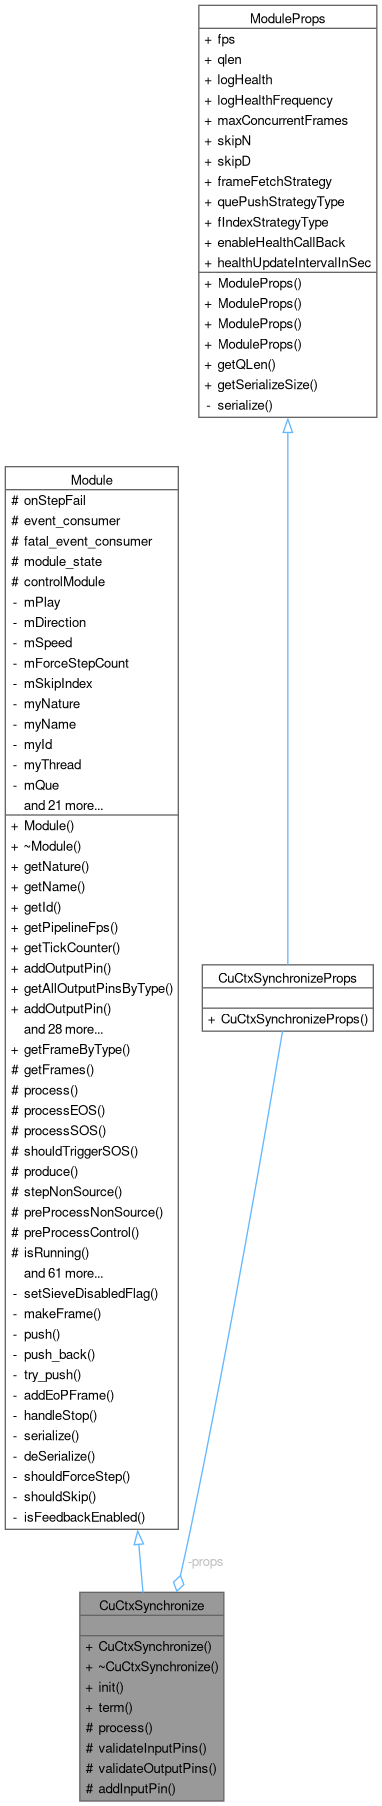 ModuleProps
+ fps
+ qlen
+ logHealth
+ logHealthFrequency
+ maxConcurrentFrames
+ skipN
+ skipD
+ frameFetchStrategy
+ quePushStrategyType
+ fIndexStrategyType
+ enableHealthCallBack
+ healthUpdateIntervalInSec
+ ModuleProps()
+ ModuleProps()
+ ModuleProps()
+ ModuleProps()
+ getQLen()
+ getSerializeSize()
- serialize()
Module
# onStepFail
# event_consumer
# fatal_event_consumer
# module_state
# controlModule
- mPlay
- mDirection
- mSpeed
- mForceStepCount
- mSkipIndex
- myNature
- myName
- myId
- myThread
- mQue
and 21 more...
+ Module()
+ ~Module()
+ getNature()
+ getName()
+ getId()
+ getPipelineFps()
+ getTickCounter()
+ addOutputPin()
+ getAllOutputPinsByType()
+ addOutputPin()
and 28 more...
+ getFrameByType()
# getFrames()
# process()
# processEOS()
# processSOS()
# shouldTriggerSOS()
# produce()
# stepNonSource()
# preProcessNonSource()
# preProcessControl()
# isRunning()
and 61 more...
- setSieveDisabledFlag()
- makeFrame()
- push()
- push_back()
- try_push()
- addEoPFrame()
- handleStop()
- serialize()
- deSerialize()
- shouldForceStep()
- shouldSkip()
- isFeedbackEnabled()
CuCtxSynchronizeProps
+ CuCtxSynchronizeProps()
-props
CuCtxSynchronize
+ CuCtxSynchronize()
+ ~CuCtxSynchronize()
+ init()
+ term()
# process()
# validateInputPins()
# validateOutputPins()
# addInputPin()